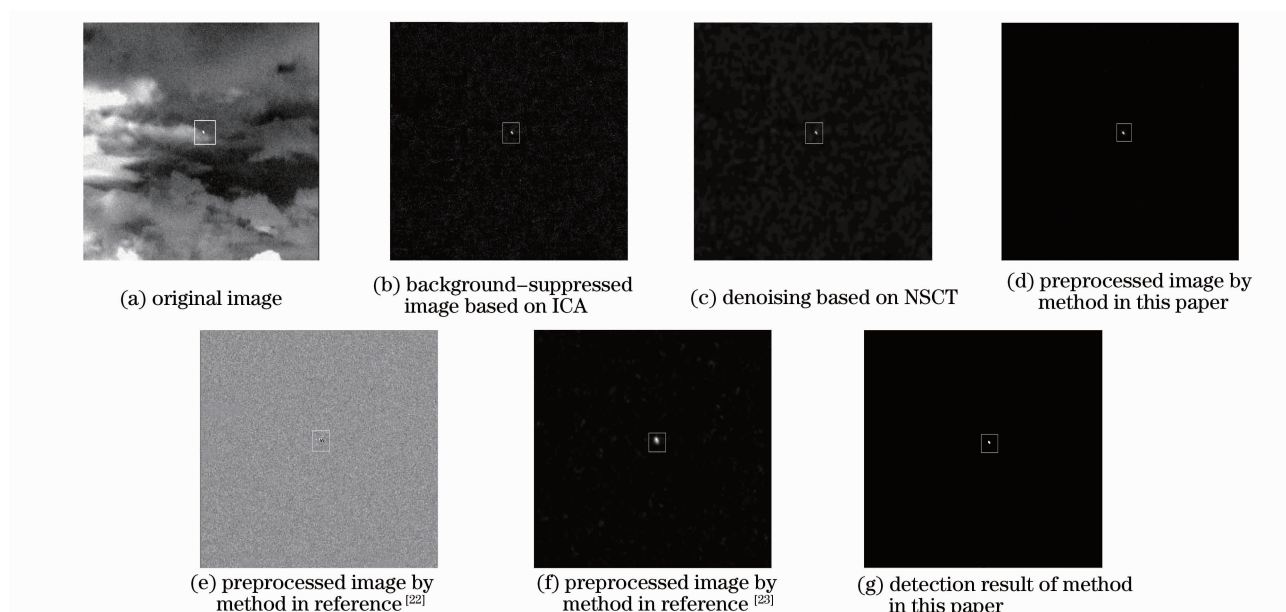 (a) original image
(b) background–suppressed
image based on ICA
(c) denoising based on NSCT
(d) preprocessed image by
method in this paper
(e) preprocessed image by
method in reference [22]
(f) preprocessed image by
method in reference [23]
(g) detection result of method
in this paper